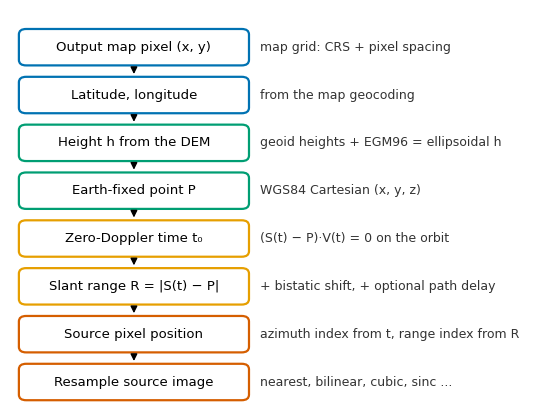 Output map pixel (x, y) map grid: CRS + pixel spacing
Latitude, longitude from the map geocoding
Height h from the DEM geoid heights + EGM96 = ellipsoidal h
Earth-fixed point P WGS84 Cartesian (x, y, z)
Zero-Doppler time t₀ (S(t) − P)·V(t) = 0 on the orbit
Slant range R = |S(t) − P| + bistatic shift, + optional path delay
Source pixel position azimuth index from t, range index from R
Resample source image nearest, bilinear, cubic, sinc ...